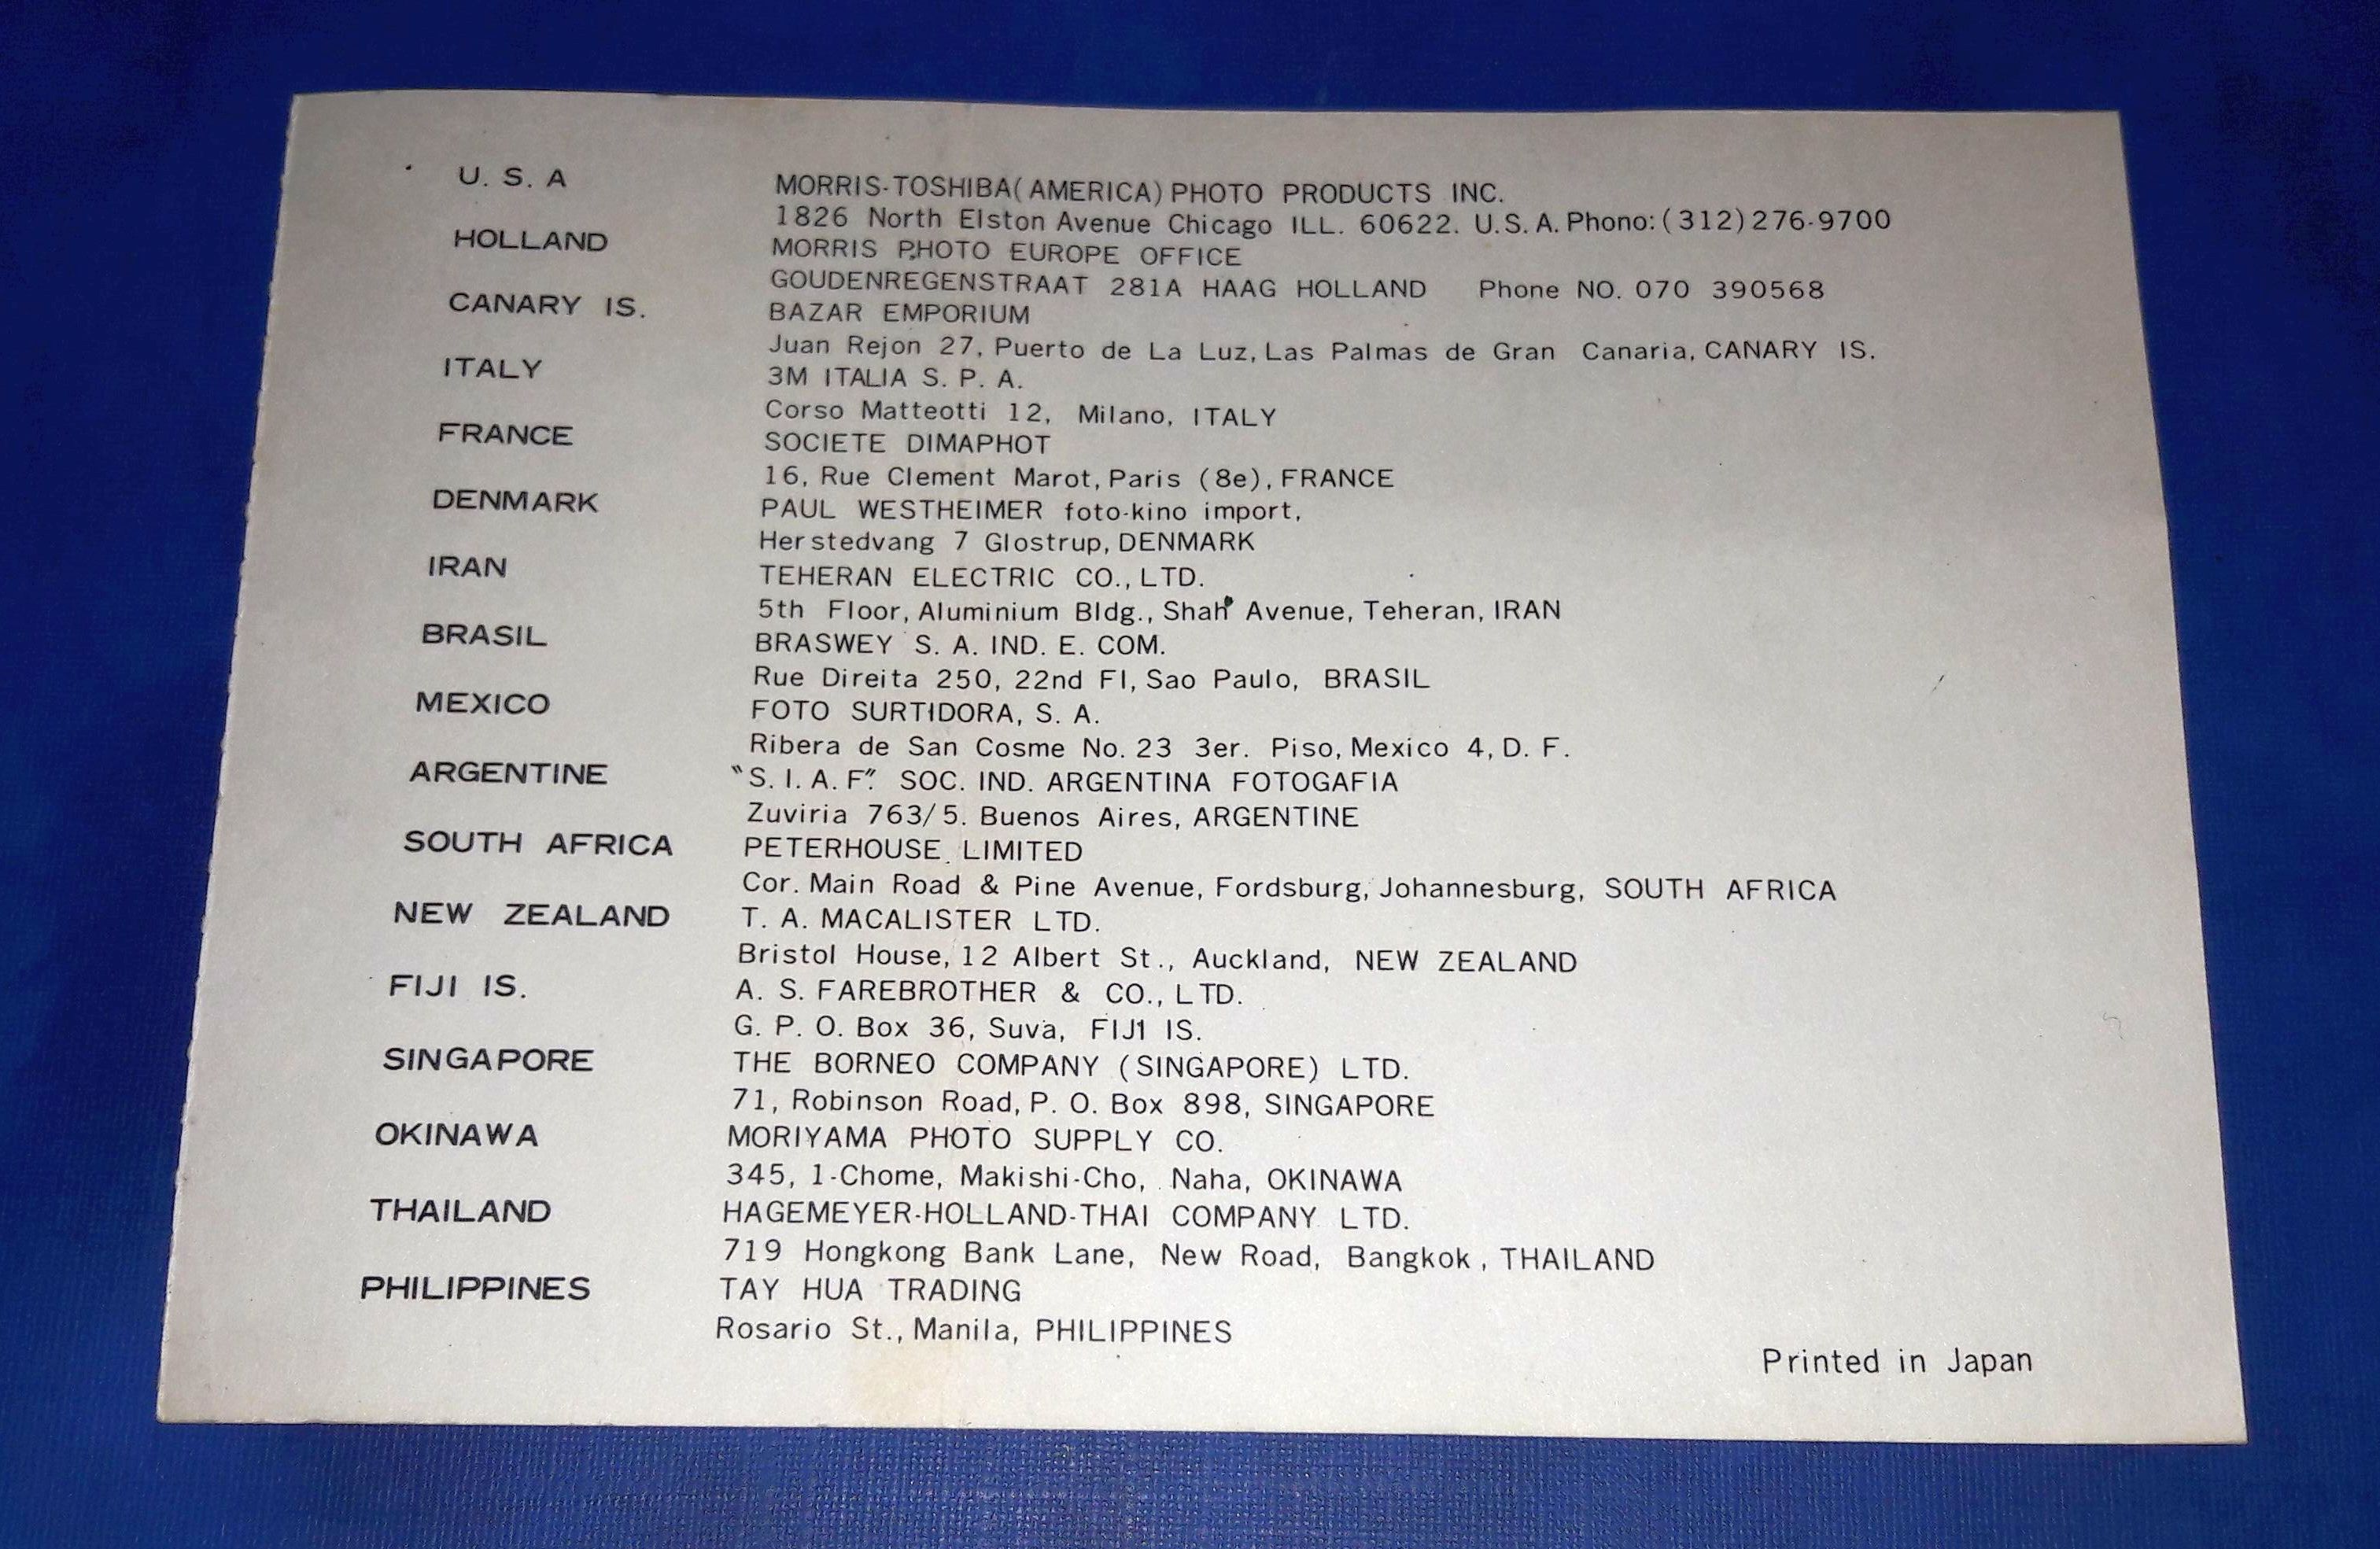 U. S. A MORRIS-TOSHIBA(AMERICA) PHOTO PRODUCTS INC.
1826 North Elston Avenue Chicago ILL. 60622. U. S. A. Phono: (312) 276-9700
HOLLAND MORRIS PHOTO EUROPE OFFICE
GOUDENREGENSTRAAT 281A HAAG HOLLAND Phone NO. 070 390568
CANARY IS. BAZAR EMPORIUM
Juan Rejon 27, Puerto de La Luz, Las Palmas de Gran Canaria, CANARY IS.
ITALY 3M ITALIA S. P. A.
Corso Matteotti 12, Milano, ITALY
FRANCE SOCIETE DIMAPHOT
16, Rue Clement Marot, Paris (8e), FRANCE
DENMARK PAUL WESTHEIMER foto-kino import,
Herstedvang 7 Glostrup, DENMARK
IRAN TEHERAN ELECTRIC CO., LTD.
5th Floor, Aluminium Bldg., Shah Avenue, Teheran, IRAN
BRASIL BRASWEY S. A. IND. E. COM.
Rue Direita 250, 22nd Fl, Sao Paulo, BRASIL
MEXICO FOTO SURTIDORA, S. A.
Ribera de San Cosme No. 23 3er. Piso, Mexico 4, D. F.
ARGENTINE "S. I. A. F." SOC. IND. ARGENTINA FOTOGAFIA
Zuviria 763/5. Buenos Aires, ARGENTINE
SOUTH AFRICA PETERHOUSE LIMITED
Cor. Main Road & Pine Avenue, Fordsburg, Johannesburg, SOUTH AFRICA
NEW ZEALAND T. A. MACALISTER LTD.
Bristol House, 12 Albert St., Auckland, NEW ZEALAND
FIJI IS. A. S. FAREBROTHER & CO., LTD.
G. P. O. Box 36, Suva, FIJI IS.
SINGAPORE THE BORNEO COMPANY (SINGAPORE) LTD.
71, Robinson Road, P. O. Box 898, SINGAPORE
OKINAWA MORIYAMA PHOTO SUPPLY CO.
345, 1-Chome, Makishi-Cho, Naha, OKINAWA
THAILAND HAGEMEYER-HOLLAND-THAI COMPANY LTD.
719 Hongkong Bank Lane, New Road, Bangkok, THAILAND
PHILIPPINES TAY HUA TRADING
Rosario St., Manila, PHILIPPINES
Printed in Japan